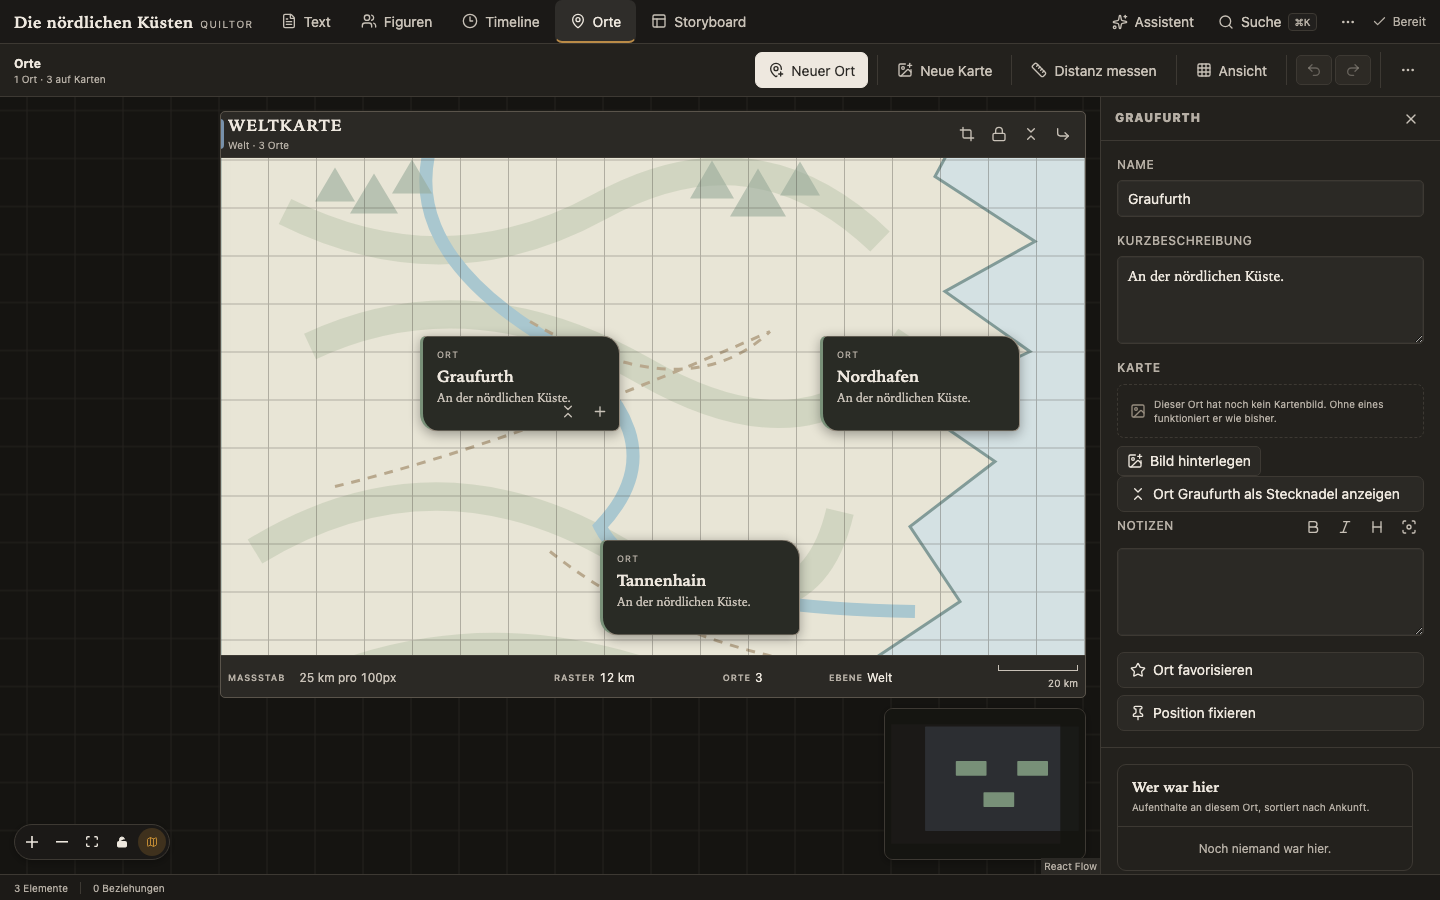 Die nördlichen Küsten QUILTOR
Text
Figuren
Timeline
Orte
Storyboard
Assistent
Suche ⌘K
Bereit
Orte
1 Ort · 3 auf Karten
Neuer Ort
Neue Karte
Distanz messen
Ansicht
WELTKARTE
Welt · 3 Orte
ORT
Graufurth
An der nördlichen Küste.
ORT
Nordhafen
An der nördlichen Küste.
ORT
Tannenhain
An der nördlichen Küste.
MASSSTAB 25 km pro 100px
RASTER 12 km
ORTE 3
EBENE Welt
20 km
React Flow
GRAUFURTH
NAME
Graufurth
KURZBESCHREIBUNG
An der nördlichen Küste.
KARTE
Dieser Ort hat noch kein Kartenbild. Ohne eines
funktioniert er wie bisher.
Bild hinterlegen
Ort Graufurth als Stecknadel anzeigen
NOTIZEN
B I H
Ort favorisieren
Position fixieren
Wer war hier
Aufenthalte an diesem Ort, sortiert nach Ankunft.
Noch niemand war hier.
3 Elemente
0 Beziehungen